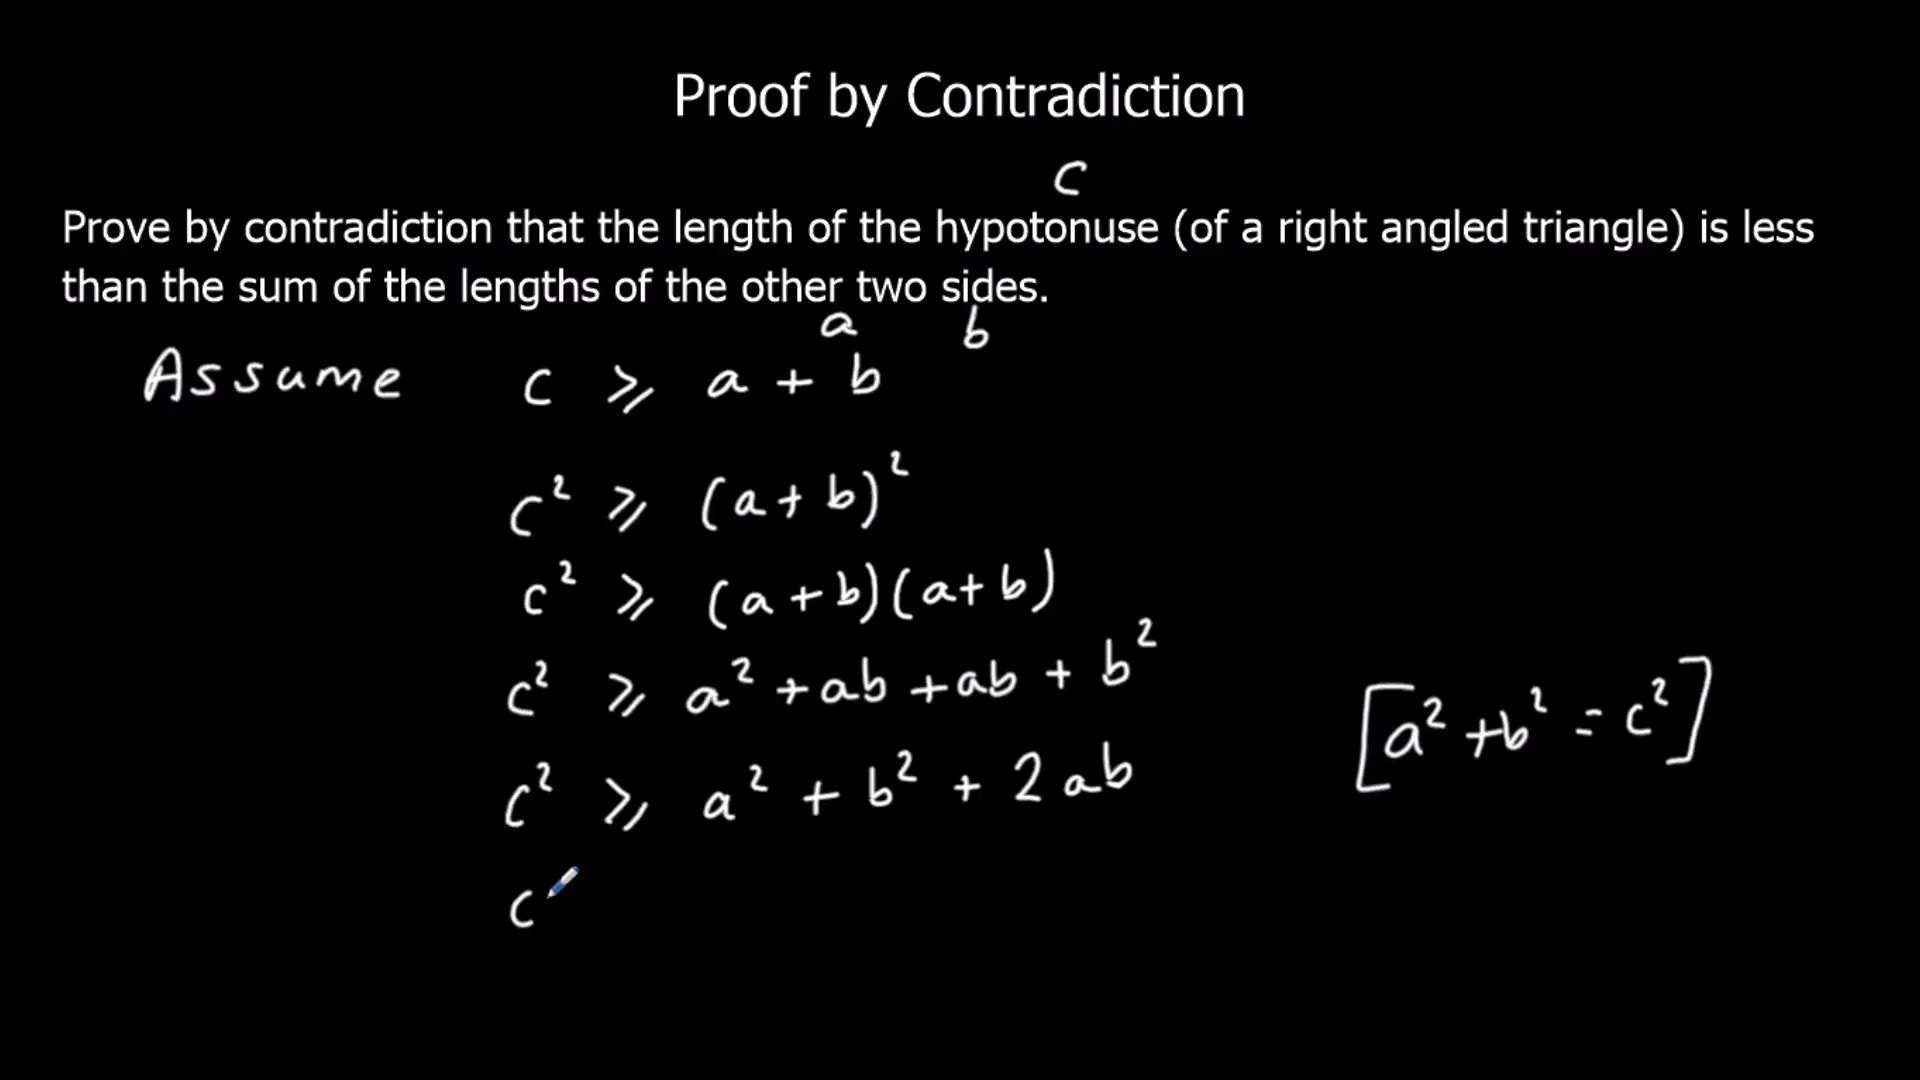 Proof by Contradiction
c
Prove by contradiction that the length of the hypotonuse (of a right angled triangle) is less
than the sum of the lengths of the other two sides.
a b
Assume c ⩾ a + b
c² ⩾ (a + b)²
c² ⩾ (a + b)(a + b)
c² ⩾ a² + ab + ab + b²
[a² + b² = c²]
c² ⩾ a² + b² + 2ab
c